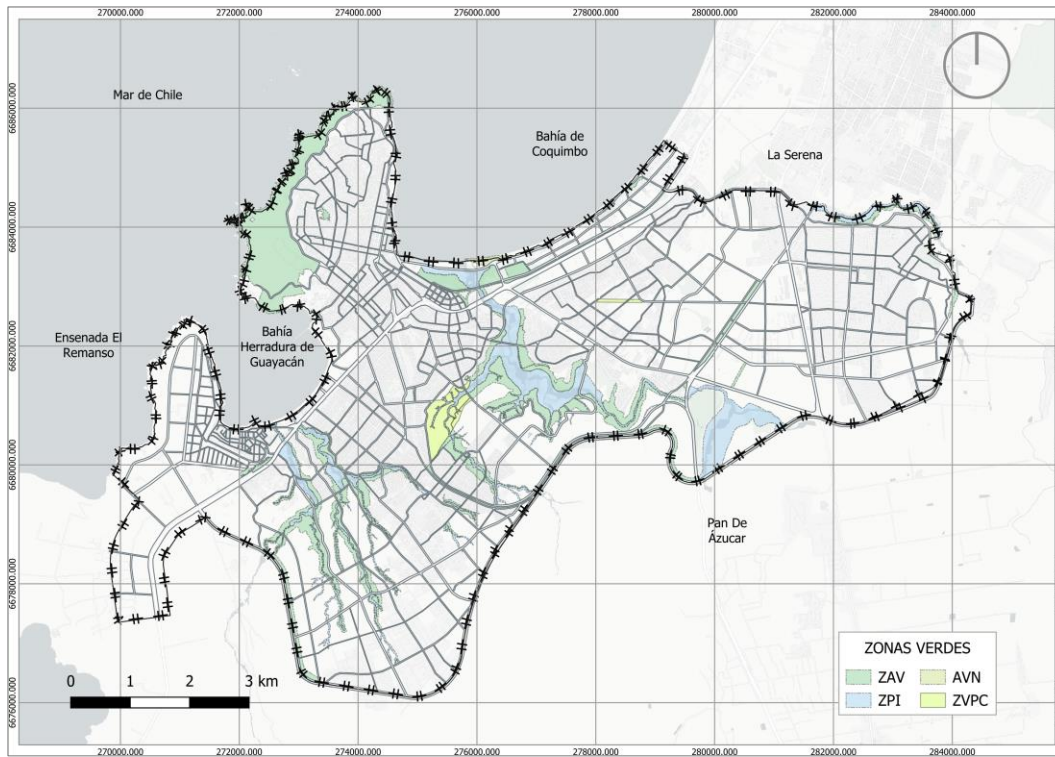 270000.000 272000.000 274000.000 276000.000 278000.000 280000.000 282000.000 284000.000
6686000.000
6684000.000
6682000.000
6680000.000
6678000.000
6676000.000
Mar de Chile
Bahía de
Coquimbo
La Serena
Ensenada El
Remanso
Bahía
Herradura de
Guayacán
Pan De
Ázucar
ZONAS VERDES
ZAV AVN
ZPI ZVPC
0 1 2 3 km
270000.000 272000.000 274000.000 276000.000 278000.000 280000.000 282000.000 284000.000